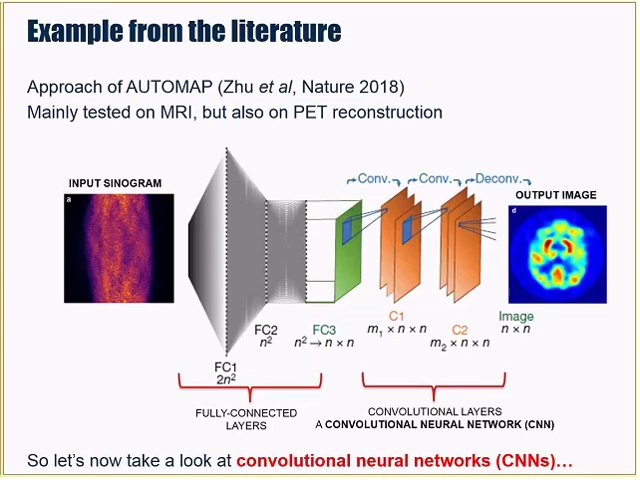 Example from the literature
Approach of AUTOMAP (Zhu et al, Nature 2018)
Mainly tested on MRI, but also on PET reconstruction
INPUT SINOGRAM
a
Conv.
Conv.
Deconv.
OUTPUT IMAGE
d
FC1
2n²
FC2
n²
FC3
n² → n × n
C1
m₁ × n × n
C2
m₂ × n × n
Image
n × n
FULLY-CONNECTED
LAYERS
CONVOLUTIONAL LAYERS
A CONVOLUTIONAL NEURAL NETWORK (CNN)
So let's now take a look at convolutional neural networks (CNNs)…